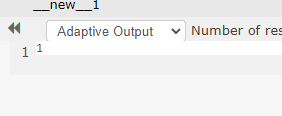 __new__1
Adaptive Output Number of res
1 1